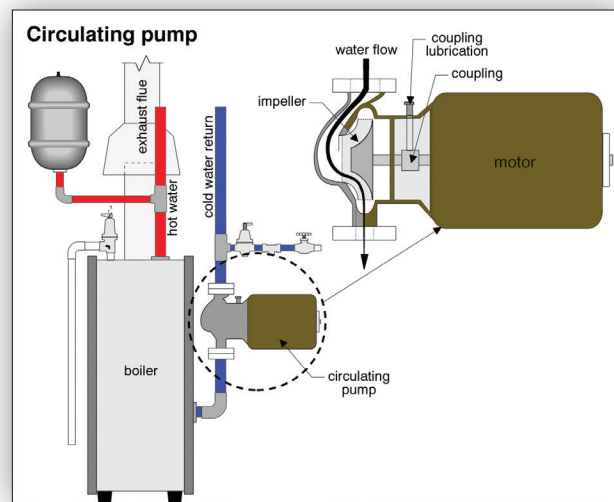 Circulating pump
water flow
coupling
lubrication
coupling
impeller
motor
exhaust flue
hot water
cold water return
boiler
circulating
pump